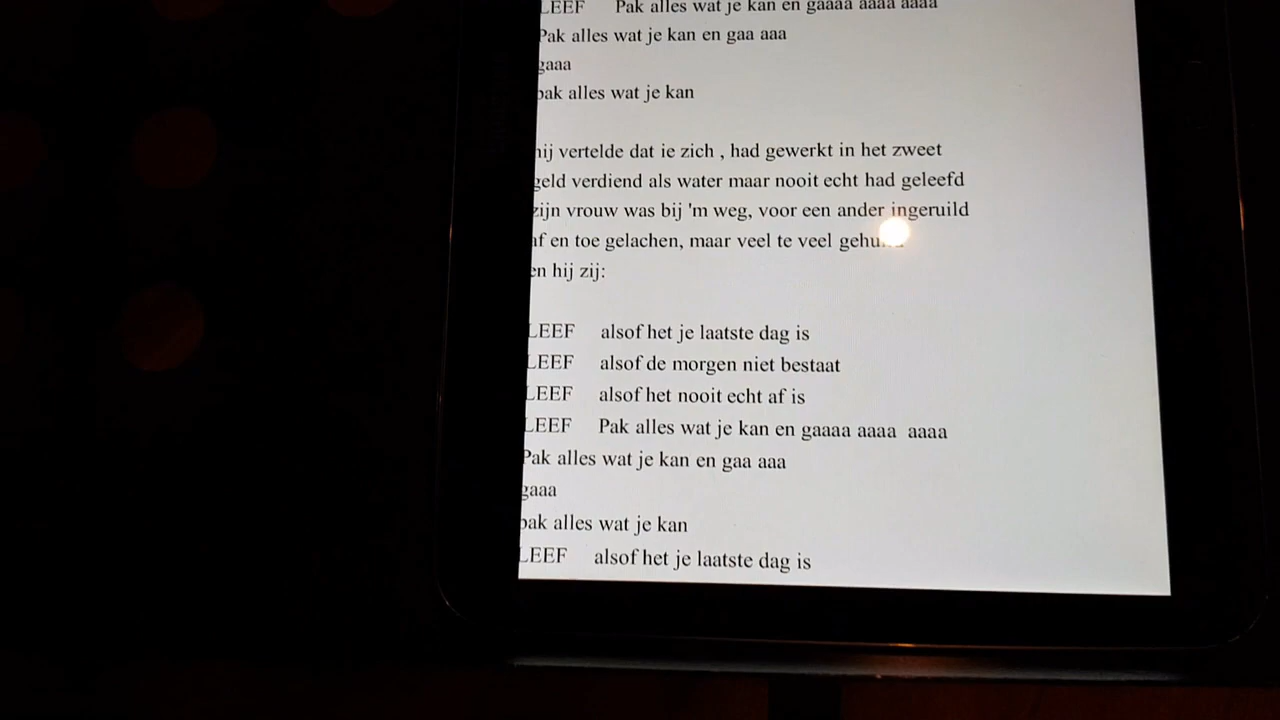 LEEF Pak alles wat je kan en gaaaa aaaa aaaa
Pak alles wat je kan en gaa aaa
gaaa
pak alles wat je kan
hij vertelde dat ie zich , had gewerkt in het zweet
geld verdiend als water maar nooit echt had geleefd
zijn vrouw was bij 'm weg, voor een ander ingeruild
af en toe gelachen, maar veel te veel
en hij zij:
LEEF alsof het je laatste dag is
LEEF alsof de morgen niet bestaat
LEEF alsof het nooit echt af is
LEEF Pak alles wat je kan en gaaaa aaaa aaaa
Pak alles wat je kan en gaa aaa
gaaa
pak alles wat je kan
LEEF alsof het je laatste dag is